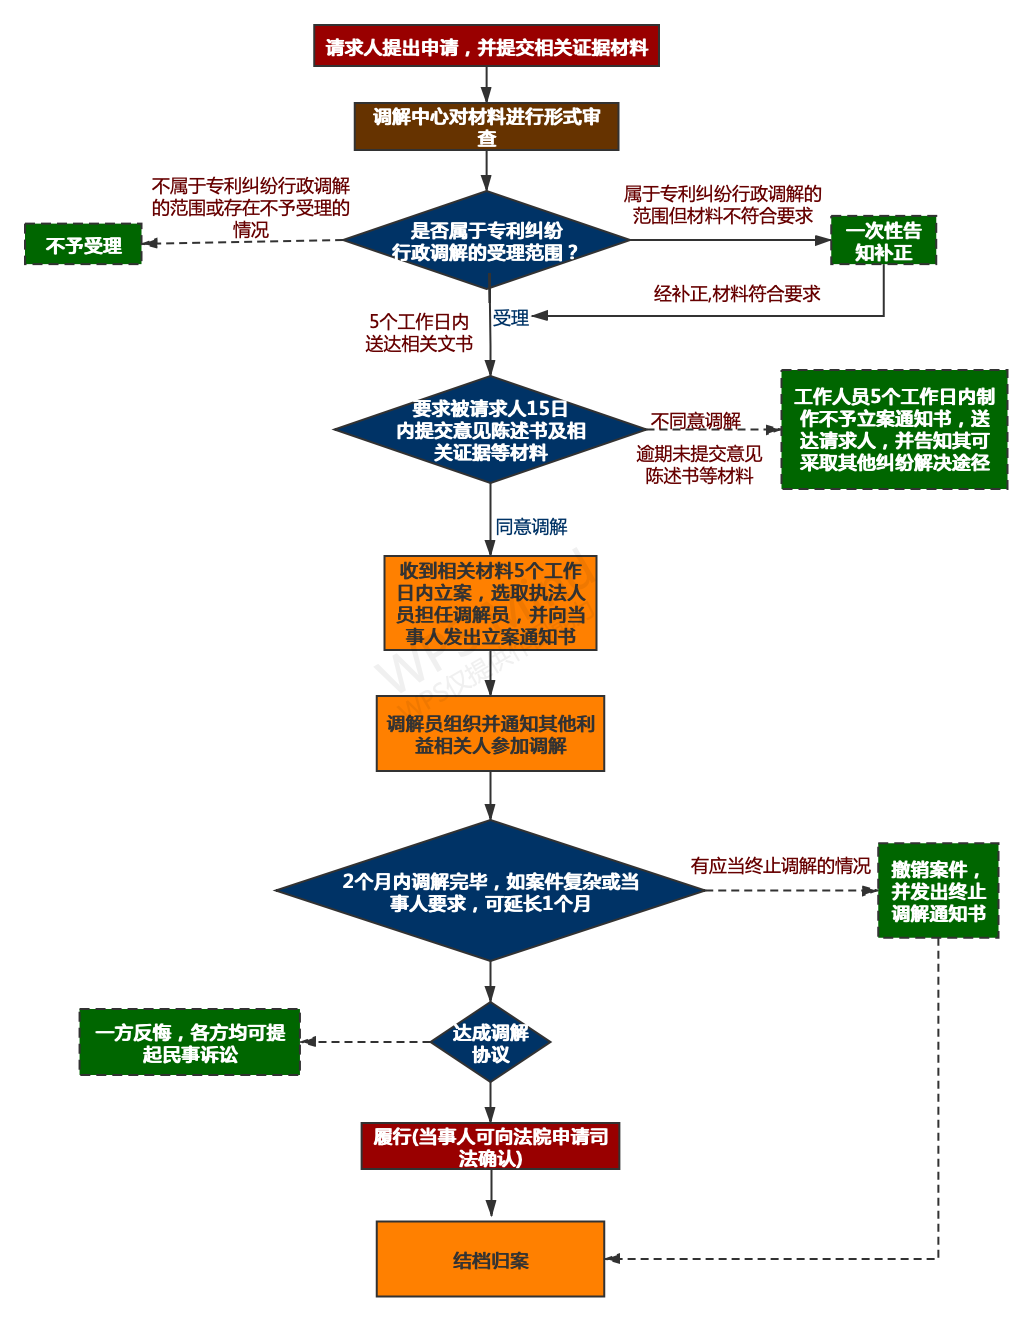 请求人提出申请，并提交相关证据材料
调解中心对材料进行形式审
查
不属于专利纠纷行政调解
的范围或存在不予受理的
情况
属于专利纠纷行政调解的
范围但材料不符合要求
不予受理
是否属于专利纠纷
行政调解的受理范围？
一次性告
知补正
经补正,材料符合要求
受理
5个工作日内
送达相关文书
要求被请求人15日
内提交意见陈述书及相
关证据等材料
不同意调解
逾期未提交意见
陈述书等材料
工作人员5个工作日内制
作不予立案通知书，送
达请求人，并告知其可
采取其他纠纷解决途径
同意调解
收到相关材料5个工作
日内立案，选取执法人
员担任调解员，并向当
事人发出立案通知书
调解员组织并通知其他利
益相关人参加调解
2个月内调解完毕，如案件复杂或当
事人要求，可延长1个月
有应当终止调解的情况
撤销案件，
并发出终止
调解通知书
一方反悔，各方均可提
起民事诉讼
达成调解
协议
履行(当事人可向法院申请司
法确认)
结档归案